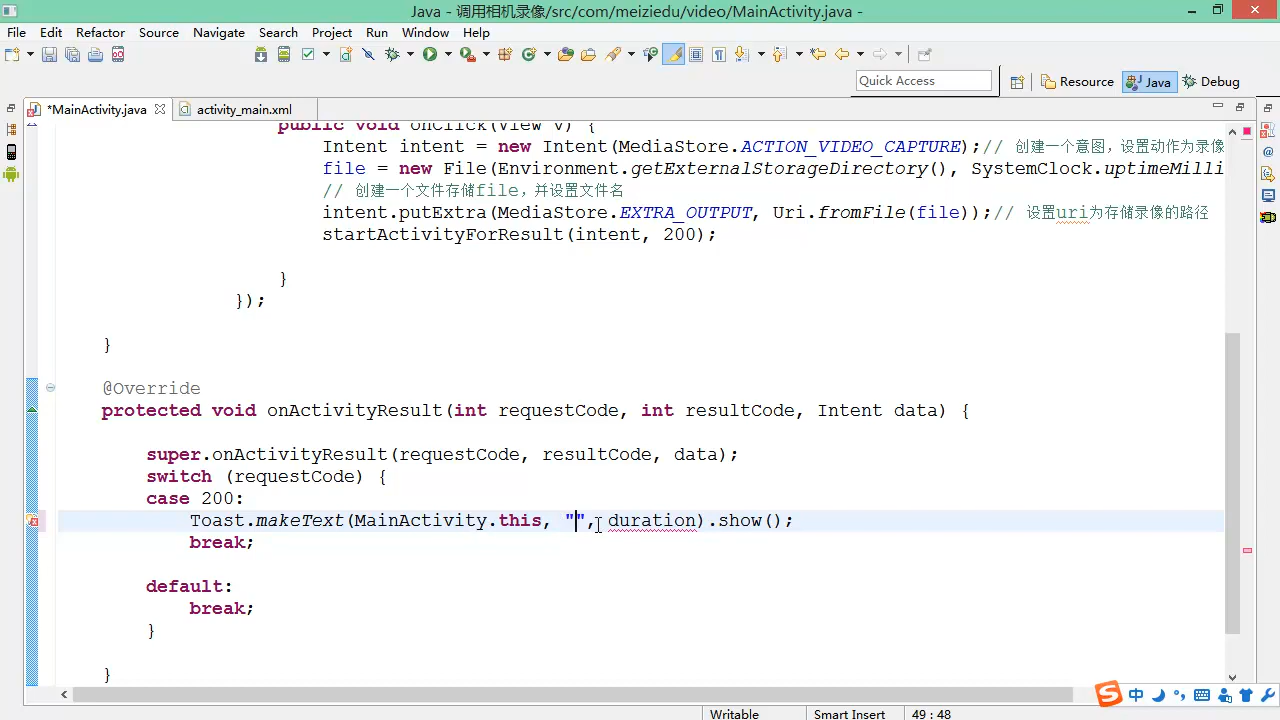 Java - 调用相机录像/src/com/meiziedu/video/MainActivity.java -
File Edit Refactor Source Navigate Search Project Run Window Help
Quick Access
Resource Java Debug
*MainActivity.java activity_main.xml
public void onClick(View v) {
Intent intent = new Intent(MediaStore.ACTION_VIDEO_CAPTURE);// 创建一个意图，设置动作为录像
file = new File(Environment.getExternalStorageDirectory(), SystemClock.uptimeMilli
// 创建一个文件存储file，并设置文件名
intent.putExtra(MediaStore.EXTRA_OUTPUT, Uri.fromFile(file));// 设置uri为存储录像的路径
startActivityForResult(intent, 200);
}
});
}
@Override
protected void onActivityResult(int requestCode, int resultCode, Intent data) {
super.onActivityResult(requestCode, resultCode, data);
switch (requestCode) {
case 200:
Toast.makeText(MainActivity.this, "", duration).show();
break;
default:
break;
}
}
中
Writable Smart Insert 49 : 48